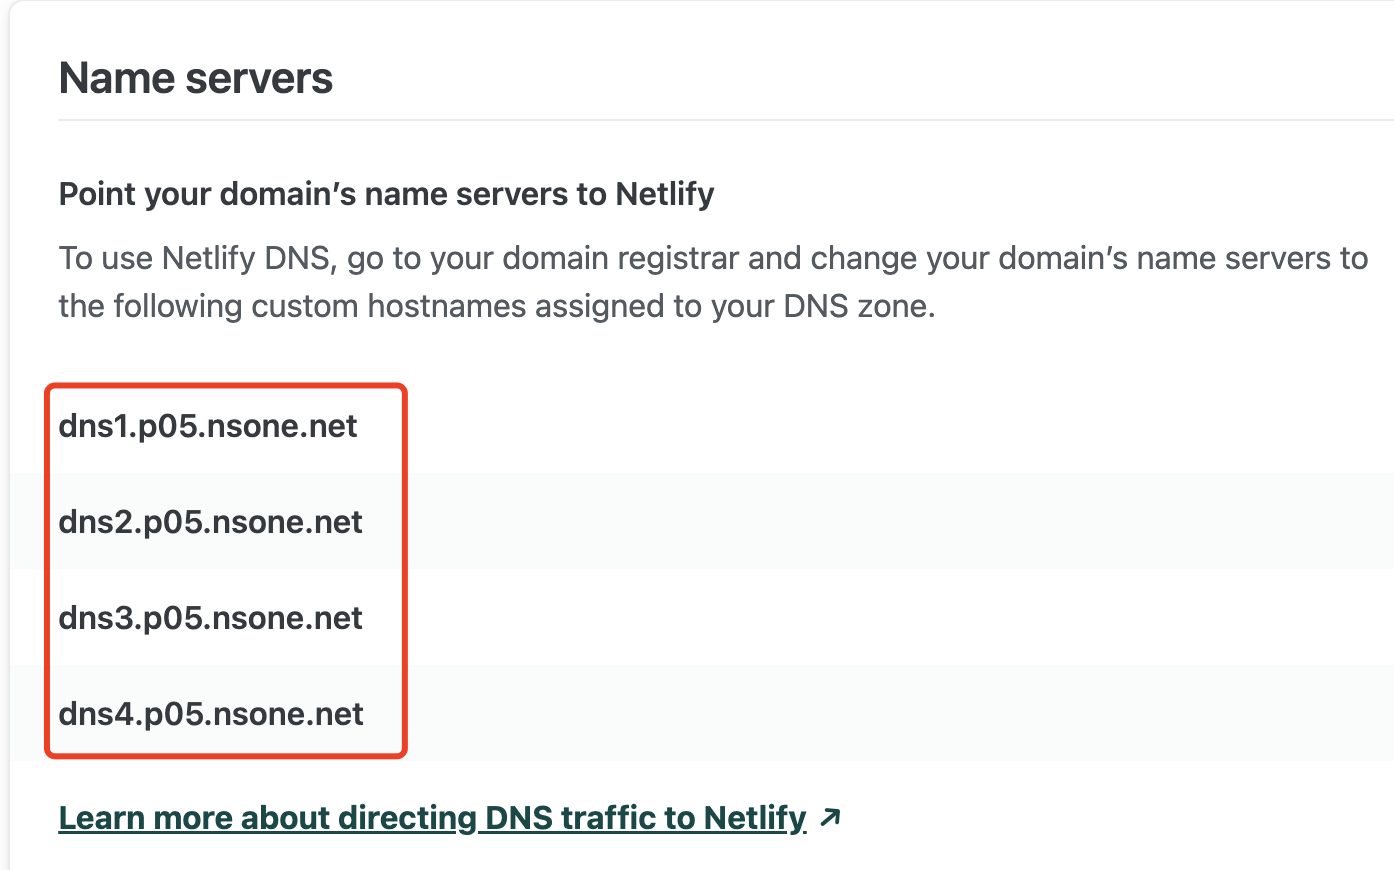 Name servers
Point your domain’s name servers to Netlify
To use Netlify DNS, go to your domain registrar and change your domain’s name servers to
the following custom hostnames assigned to your DNS zone.
dns1.p05.nsone.net
dns2.p05.nsone.net
dns3.p05.nsone.net
dns4.p05.nsone.net
Learn more about directing DNS traffic to Netlify ↗